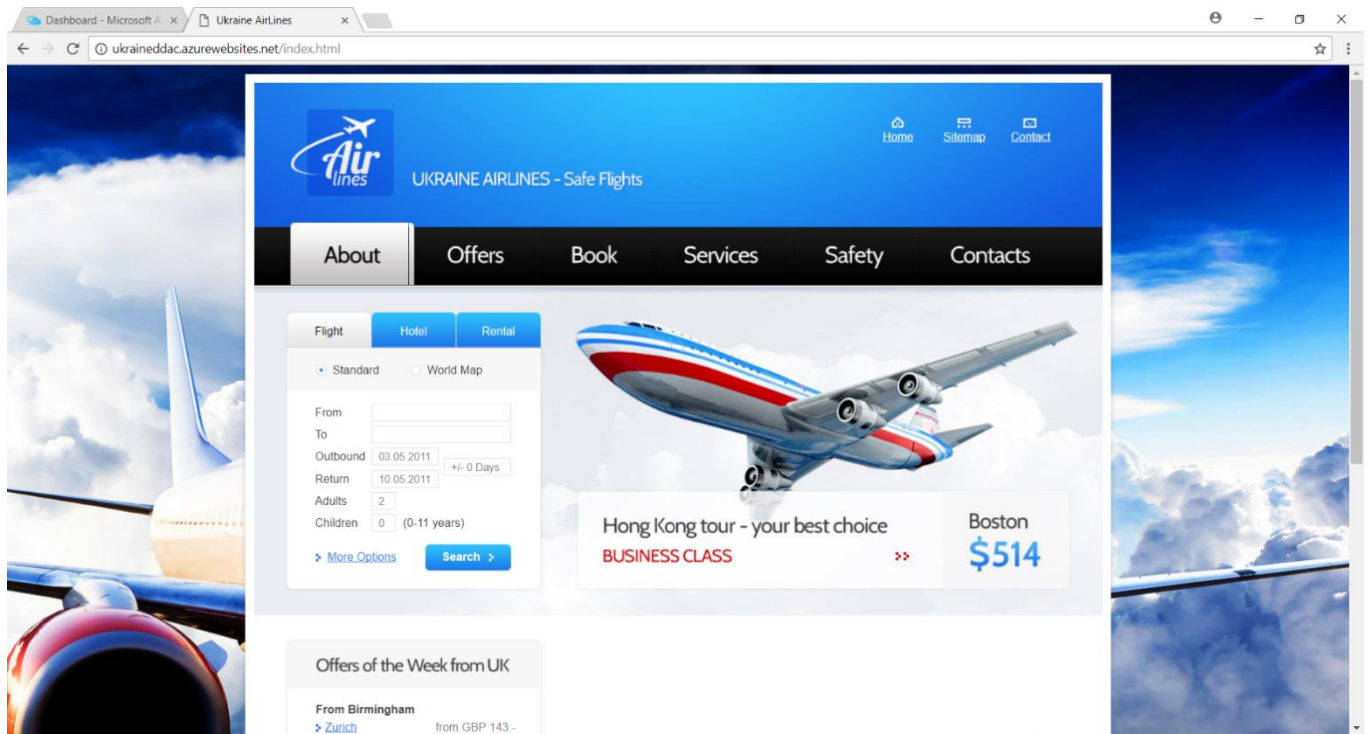 Dashboard - Microsoft A
Ukraine AirLines
ukraineddac.azurewebsites.net/index.html
Air
lines
UKRAINE AIRLINES - Safe Flights
Home
Sitemap
Contact
About
Offers
Book
Services
Safety
Contacts
Flight
Hotel
Rental
Standard
World Map
From
To
Outbound 03.05.2011
+/- 0 Days
Return 10.05.2011
Adults 2
Children 0 (0-11 years)
More Options
Search
Hong Kong tour - your best choice
BUSINESS CLASS
Boston
$514
Offers of the Week from UK
From Birmingham
Zurich from GBP 143.-